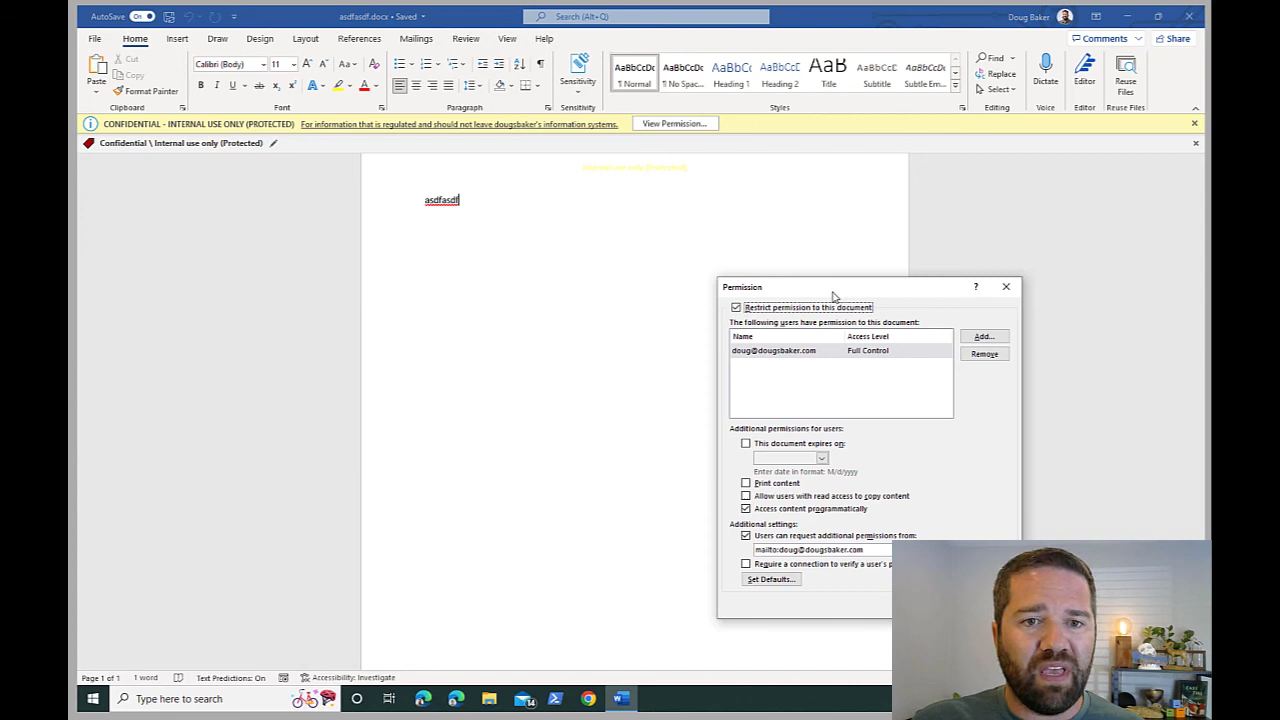 AutoSave On asdfasdf.docx • Saved Search (Alt+Q) Doug Baker
File Home Insert Draw Design Layout References Mailings Review View Help Comments Share
Paste Cut Copy Format Painter
Clipboard
Calibri (Body) 11
Font
Paragraph
Sensitivity
Sensitivity
AaBbCcDc AaBbCcDc AaBbCc AaBbCcC AaB AaBbCcC AaBbCcDc
¶ Normal ¶ No Spac... Heading 1 Heading 2 Title Subtitle Subtle Em...
Styles
Find
Replace
Select
Editing
Dictate
Voice
Editor
Editor
Reuse Files
Reuse Files
CONFIDENTIAL - INTERNAL USE ONLY (PROTECTED) For information that is regulated and should not leave dougsbaker's information systems. View Permission...
Confidential \ Internal use only (Protected)
Internal use only (Protected)
asdfasdf
Permission ?
Restrict permission to this document
The following users have permission to this document:
Name Access Level
doug@dougsbaker.com Full Control
Add...
Remove
Additional permissions for users:
This document expires on:
Enter date in format: M/d/yyyy
Print content
Allow users with read access to copy content
Access content programmatically
Additional settings:
Users can request additional permissions from:
mailto:doug@dougsbaker.com
Require a connection to verify a user's
Set Defaults...
Page 1 of 1 1 word Text Predictions: On Accessibility: Investigate
Type here to search 14